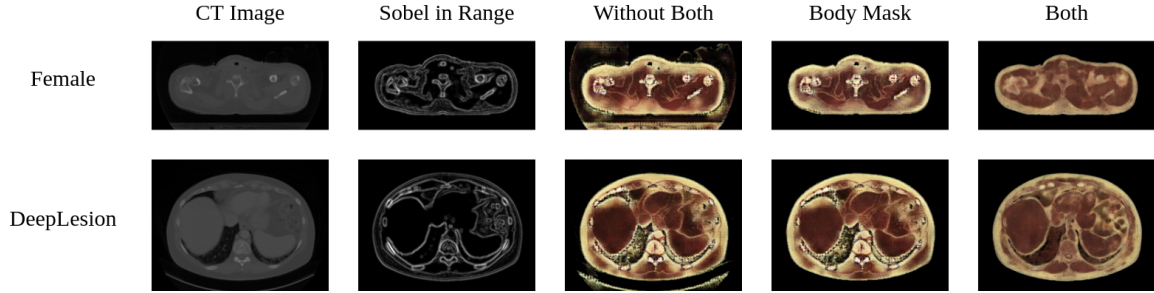 CT Image Sobel in Range Without Both Body Mask Both
Female
DeepLesion